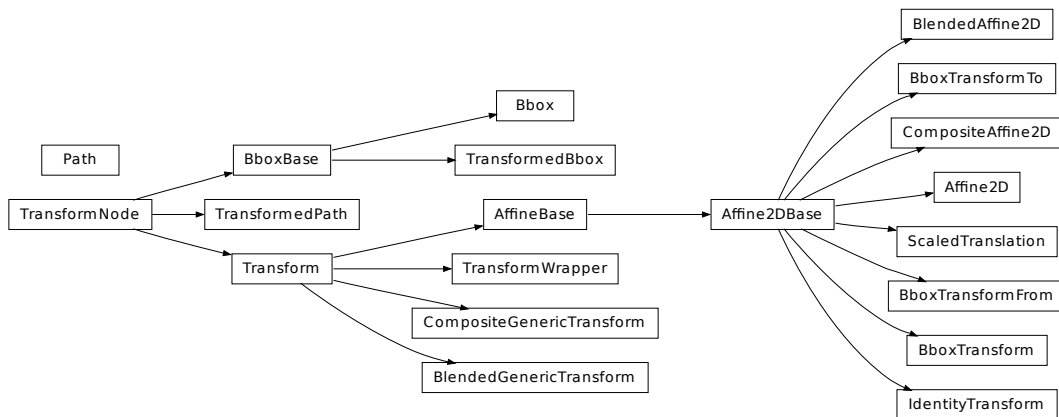 BlendedAffine2D
BboxTransformTo
Bbox
CompositeAffine2D
Path
BboxBase
TransformedBbox
Affine2D
TransformNode
TransformedPath
AffineBase
Affine2DBase
ScaledTranslation
Transform
TransformWrapper
BboxTransformFrom
CompositeGenericTransform
BboxTransform
BlendedGenericTransform
IdentityTransform